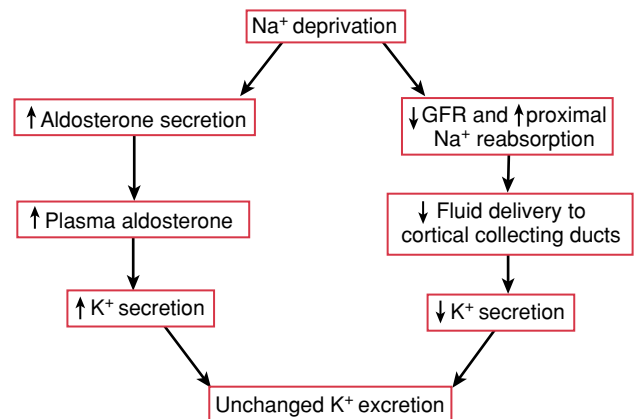 Na⁺ deprivation
↑ Aldosterone secretion
↓ GFR and ↑ proximal
Na⁺ reabsorption
↑ Plasma aldosterone
↓ Fluid delivery to
cortical collecting ducts
↑ K⁺ secretion
↓ K⁺ secretion
Unchanged K⁺ excretion